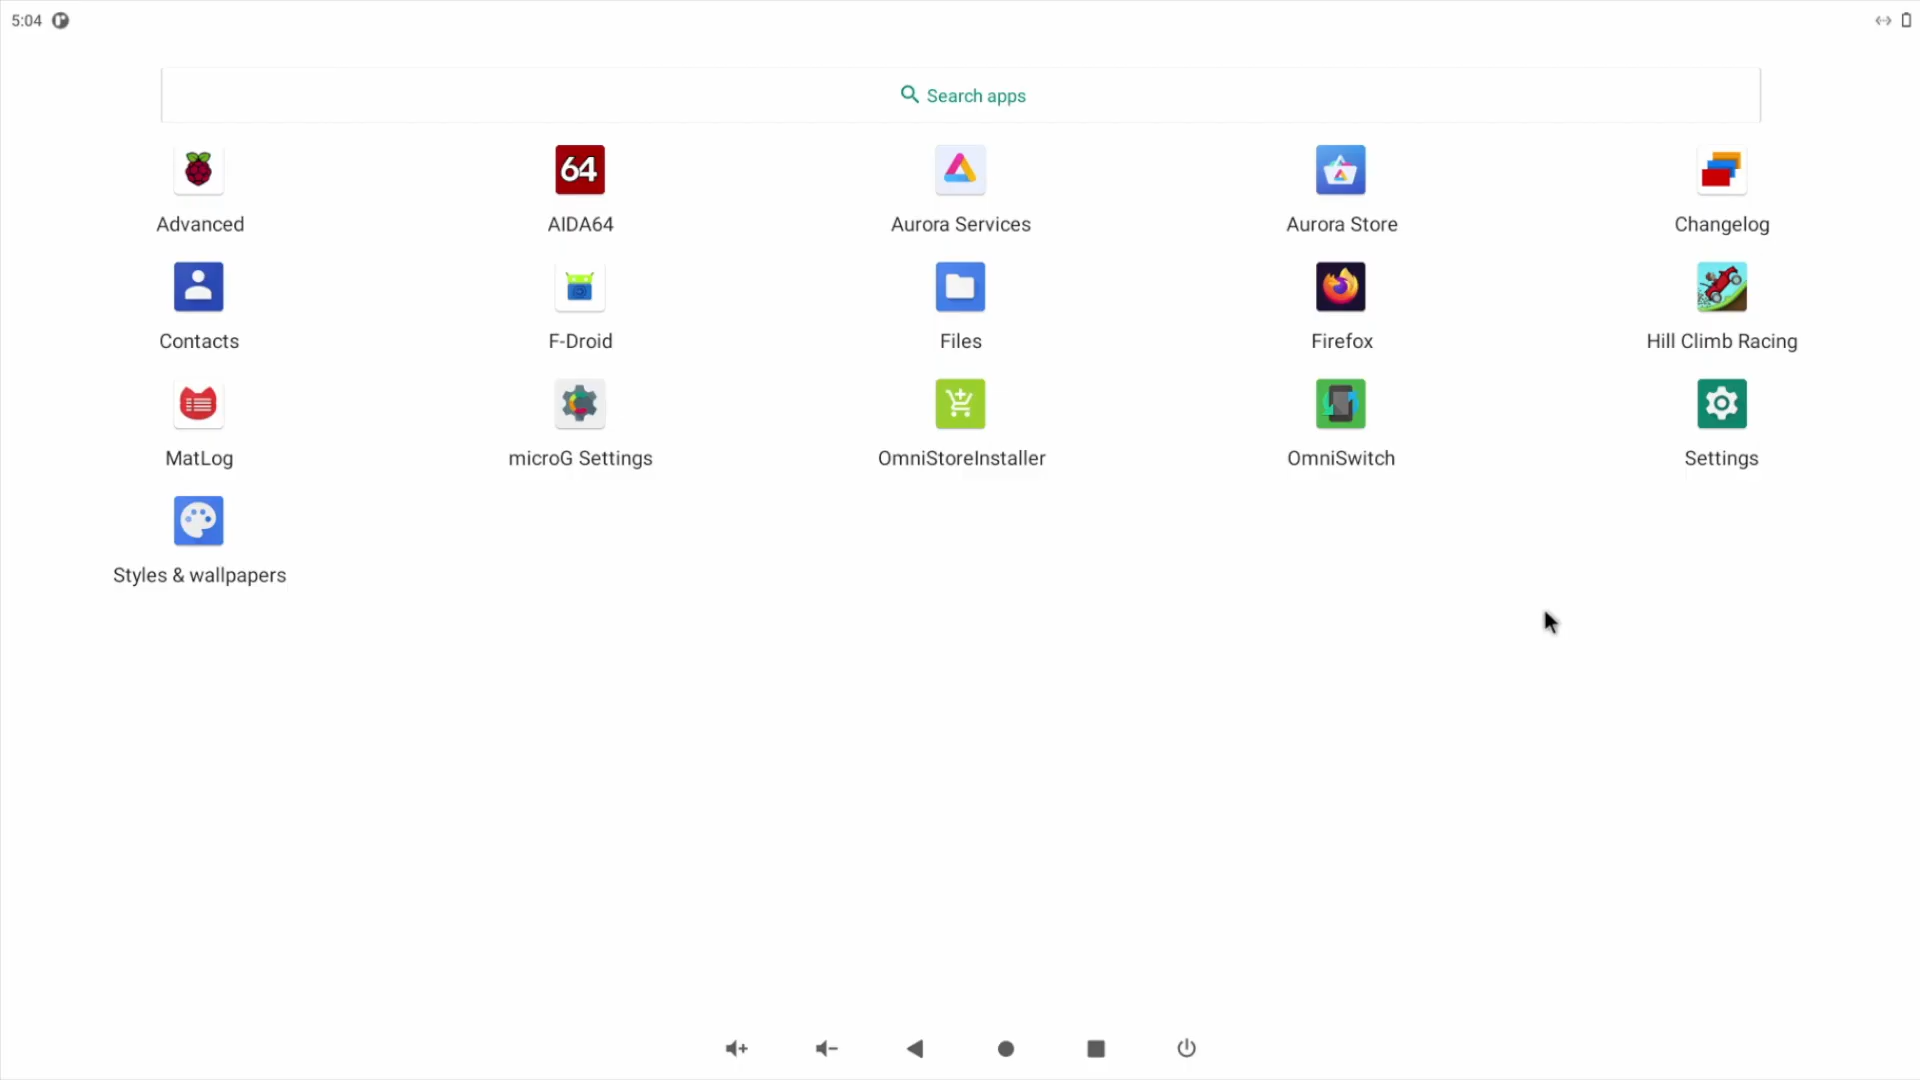 5:04
Search apps
Advanced
64
AIDA64
Aurora Services
Aurora Store
Changelog
Contacts
F-Droid
Files
Firefox
Hill Climb Racing
MatLog
microG Settings
OmniStoreInstaller
OmniSwitch
Settings
Styles & wallpapers